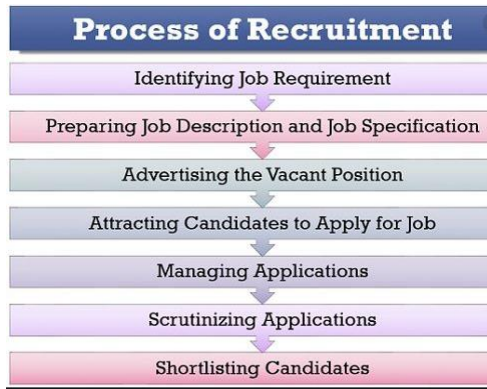 Process of Recruitment
Identifying Job Requirement
Preparing Job Description and Job Specification
Advertising the Vacant Position
Attracting Candidates to Apply for Job
Managing Applications
Scrutinizing Applications
Shortlisting Candidates